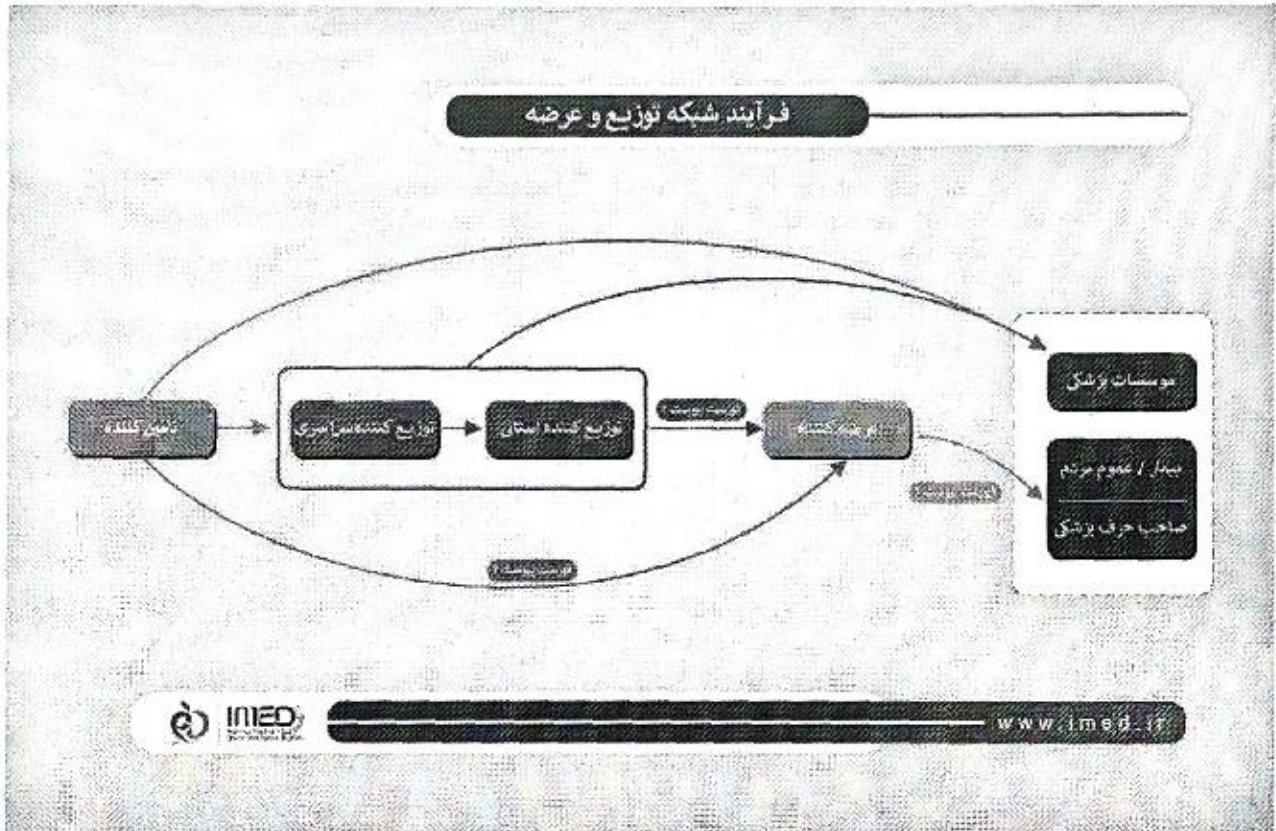 فرآیند شبکه توزیع و عرضه
موسسات پزشکی
بیمار / عموم مردم
صاحب حرف پزشکی
عرضه کننده
توزیع کننده استان
توزیع کننده سراسری
تامین کننده
IMED
www.imed.ir